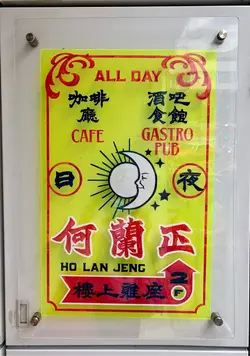 ALL DAY
咖啡 酒吧
廳 食館
CAFE GASTRO
PUB
日 夜
何蘭正
HO LAN JENG
2
F
樓上雅座